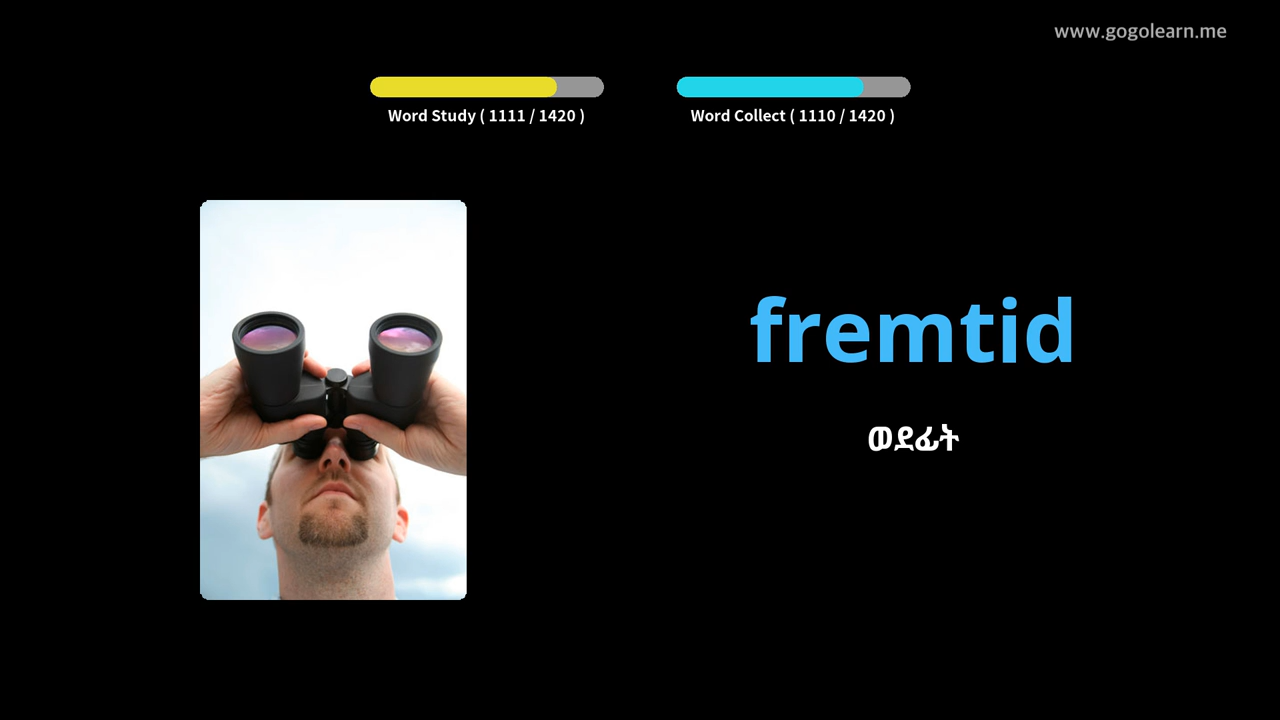 www.gogolearn.me
Word Study ( 1111 / 1420 )
Word Collect ( 1110 / 1420 )
fremtid
ወደፊት